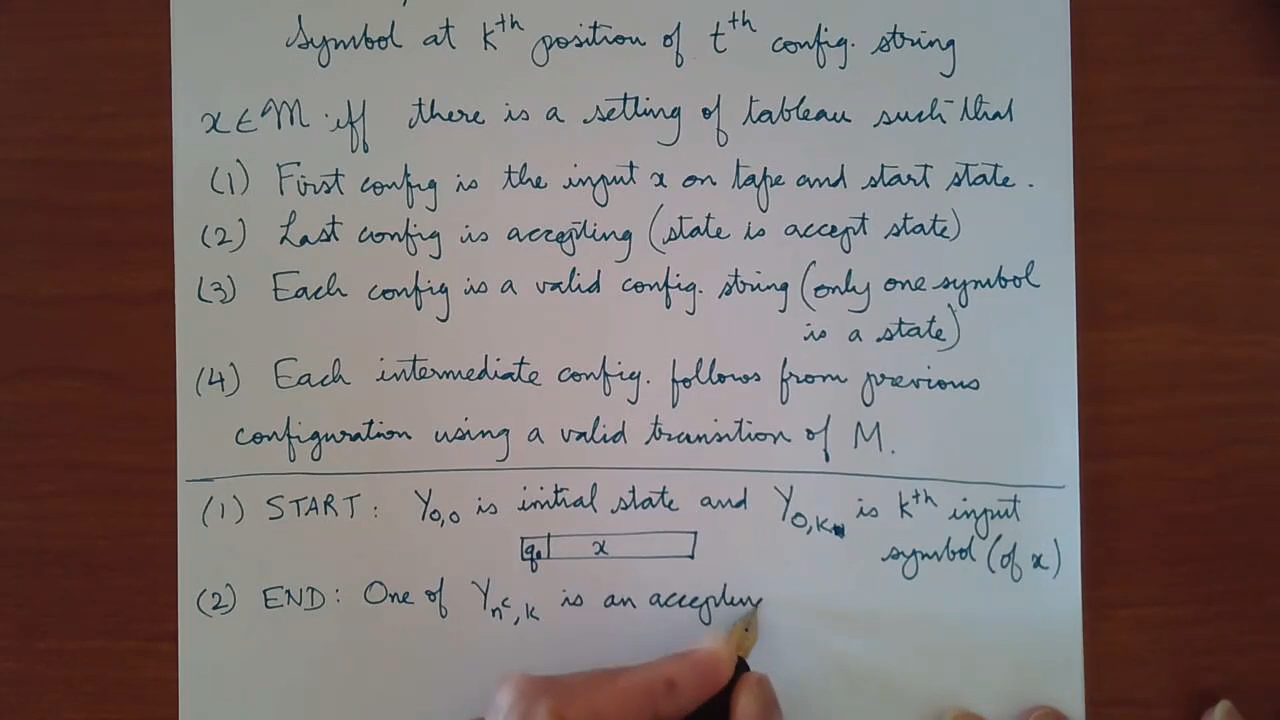 Symbol at kth position of tth config. string
x ∈ M iff there is a setting of tableau such that
(1) First config is the input x on tape and start state.
(2) Last config is accepting (state is accept state)
(3) Each config is a valid config. string (only one symbol
is a state)
(4) Each intermediate config. follows from previous
configuration using a valid transition of M.
(1) START: Y0,0 is initial state and Y0,k is kth input
symbol (of x)
q0 x
(2) END: One of Ync,k is an accepting